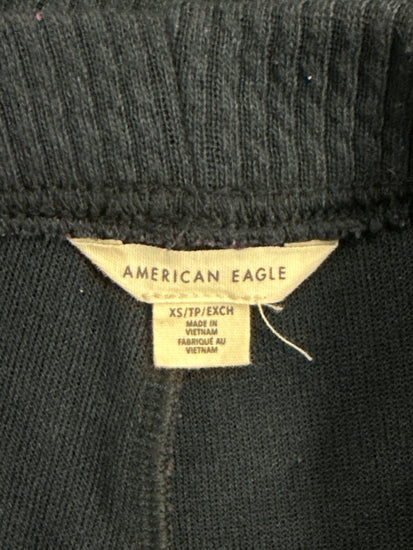 AMERICAN EAGLE
XS/TP/EXCH
MADE IN
VIETNAM
FABRIQUÉ AU
VIETNAM